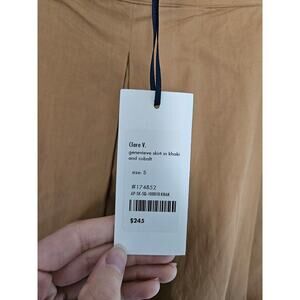 Clare V.
genevieve skirt in khaki
and cobalt
size: S
#174852
$245